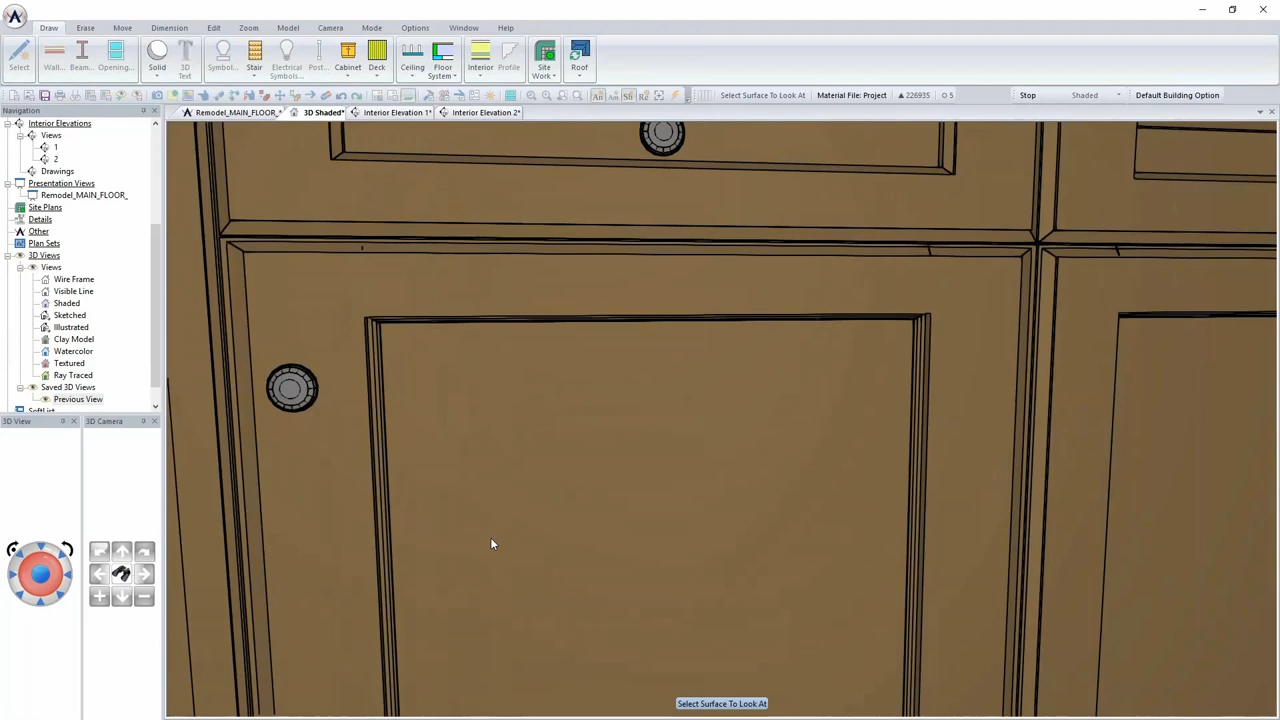 Draw Erase Move Dimension Edit Zoom Model Camera Mode Options Window Help
Select Wall... Beam... Opening... Solid 3D Text Symbol... Stair Electrical Symbols... Post... Cabinet Deck Ceiling Floor System Interior Profile Site Work Roof
Select Surface To Look At Material File: Project 226935 O 5 Stop Shaded Default Building Option
Navigation
Remodel_MAIN_FLOOR_* 3D Shaded* Interior Elevation 1* Interior Elevation 2*
Interior Elevations
Views
1
2
Drawings
Presentation Views
Remodel_MAIN_FLOOR_
Site Plans
Details
Other
Plan Sets
3D Views
Views
Wire Frame
Visible Line
Shaded
Sketched
Illustrated
Clay Model
Watercolor
Textured
Ray Traced
Saved 3D Views
Previous View
3D View 3D Camera
Select Surface To Look At